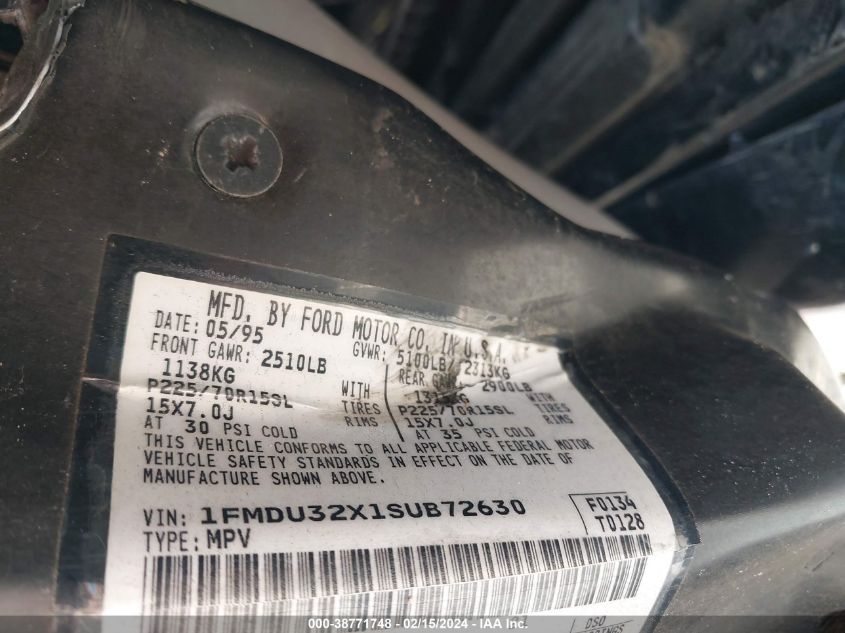 MFD. BY FORD MOTOR CO. IN U.S.A.
DATE: 05/95 GVWR: 5100LB/ 2313KG
FRONT GAWR: 2510LB REAR 2900LB
1138KG WITH WITH
P225/70R15SL TIRES P225/70R15SL TIRES
15X7.0J RIMS 15X7.0J RIMS
AT 30 PSI COLD AT 35 PSI COLD
THIS VEHICLE CONFORMS TO ALL APPLICABLE FEDERAL MOTOR
VEHICLE SAFETY STANDARDS IN EFFECT ON THE DATE OF
MANUFACTURE SHOWN ABOVE.
VIN: 1FMDU32X1SUB72630
F0134
T0128
TYPE: MPV
DSO
000-38771748 - 02/15/2024 - IAA Inc.